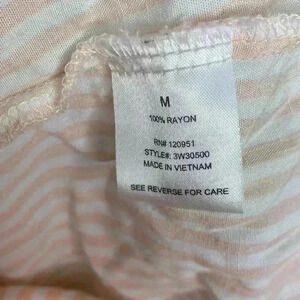 M
100% RAYON
RN# 120951
STYLE#: 3W30500
MADE IN VIETNAM
SEE REVERSE FOR CARE